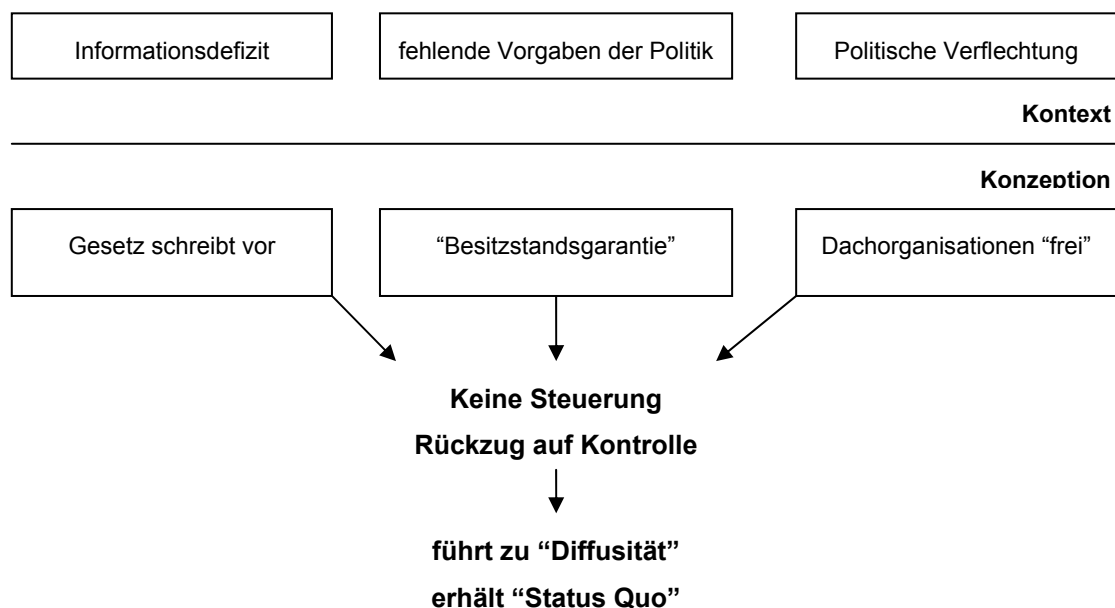 Informationsdefizit
fehlende Vorgaben der Politik
Politische Verflechtung
Kontext
Konzeption
Gesetz schreibt vor
“Besitzstandsgarantie”
Dachorganisationen “frei”
Keine Steuerung
Rückzug auf Kontrolle
führt zu “Diffusität”
erhält “Status Quo”